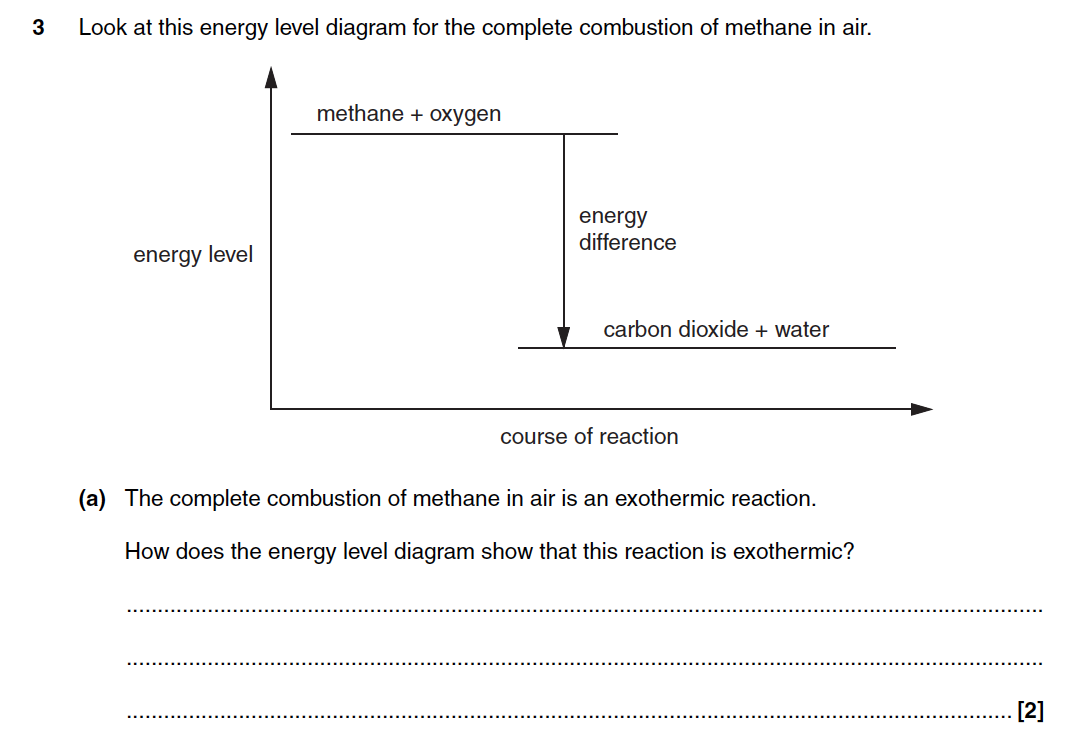 3 Look at this energy level diagram for the complete combustion of methane in air.
methane + oxygen
energy
difference
energy level
carbon dioxide + water
course of reaction
(a) The complete combustion of methane in air is an exothermic reaction.
How does the energy level diagram show that this reaction is exothermic?
[2]